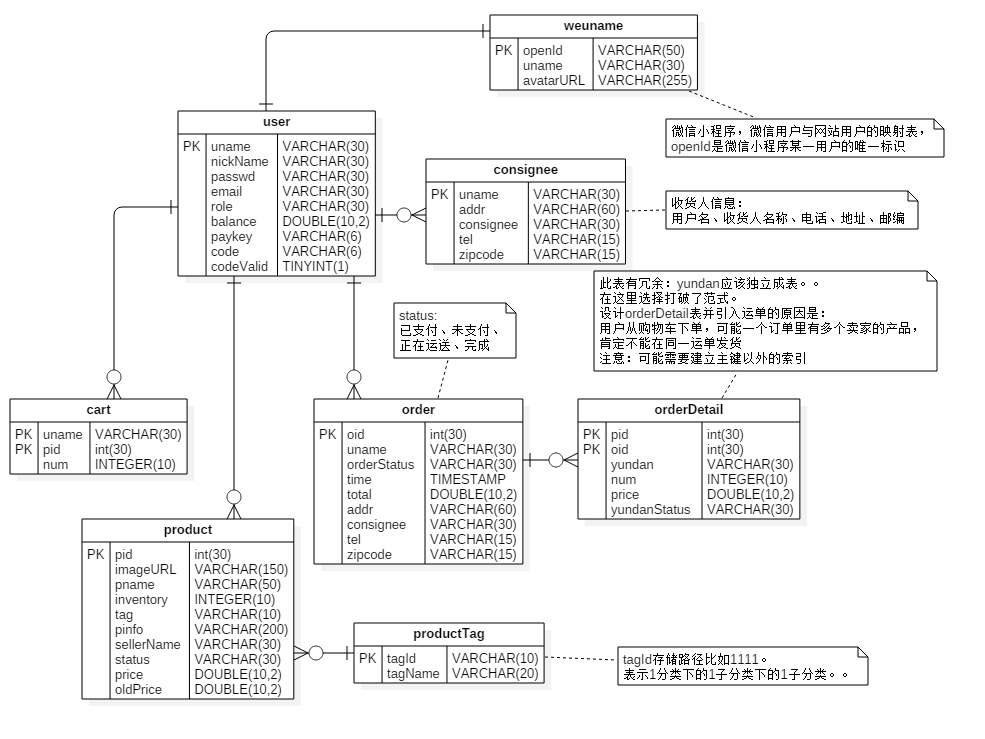 weuname
PK openId VARCHAR(50)
uname VARCHAR(30)
avatarURL VARCHAR(255)
微信小程序，微信用户与网站用户的映射表，
openId是微信小程序某一用户的唯一标识
user
PK uname VARCHAR(30)
nickName VARCHAR(30)
passwd VARCHAR(30)
email VARCHAR(30)
role VARCHAR(30)
balance DOUBLE(10,2)
paykey VARCHAR(6)
code VARCHAR(6)
codeValid TINYINT(1)
consignee
PK uname VARCHAR(30)
addr VARCHAR(60)
consignee VARCHAR(30)
tel VARCHAR(15)
zipcode VARCHAR(15)
收货人信息：
用户名、收货人名称、电话、地址、邮编
此表有冗余：yundan应该独立成表。。
在这里选择打破了范式。
设计orderDetail表并引入运单的原因是：
用户从购物车下单，可能一个订单里有多个卖家的产品，
肯定不能在同一运单发货
注意：可能需要建立主键以外的索引
status:
已支付、未支付、
正在运送、完成
cart
PK uname VARCHAR(30)
PK pid int(30)
num INTEGER(10)
order
PK oid int(30)
uname VARCHAR(30)
orderStatus VARCHAR(30)
time TIMESTAMP
total DOUBLE(10,2)
addr VARCHAR(60)
consignee VARCHAR(30)
tel VARCHAR(15)
zipcode VARCHAR(15)
orderDetail
PK pid int(30)
PK oid int(30)
yundan VARCHAR(30)
num INTEGER(10)
price DOUBLE(10,2)
yundanStatus VARCHAR(30)
product
PK pid int(30)
imageURL VARCHAR(150)
pname VARCHAR(50)
inventory INTEGER(10)
tag VARCHAR(10)
pinfo VARCHAR(200)
sellerName VARCHAR(30)
status VARCHAR(30)
price DOUBLE(10,2)
oldPrice DOUBLE(10,2)
productTag
PK tagId VARCHAR(10)
tagName VARCHAR(20)
tagId存储路径比如1111。
表示1分类下的1子分类下的1子分类。。